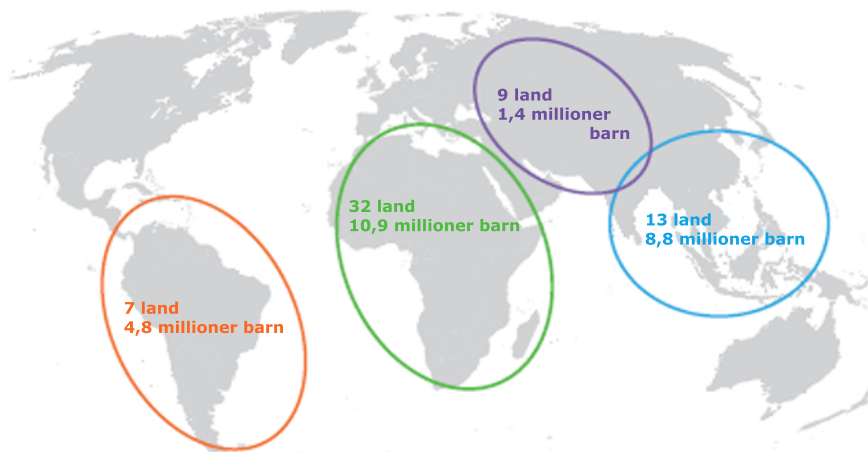 9 land
1,4 millioner
barn
32 land
10,9 millioner barn
13 land
8,8 millioner barn
7 land
4,8 millioner barn